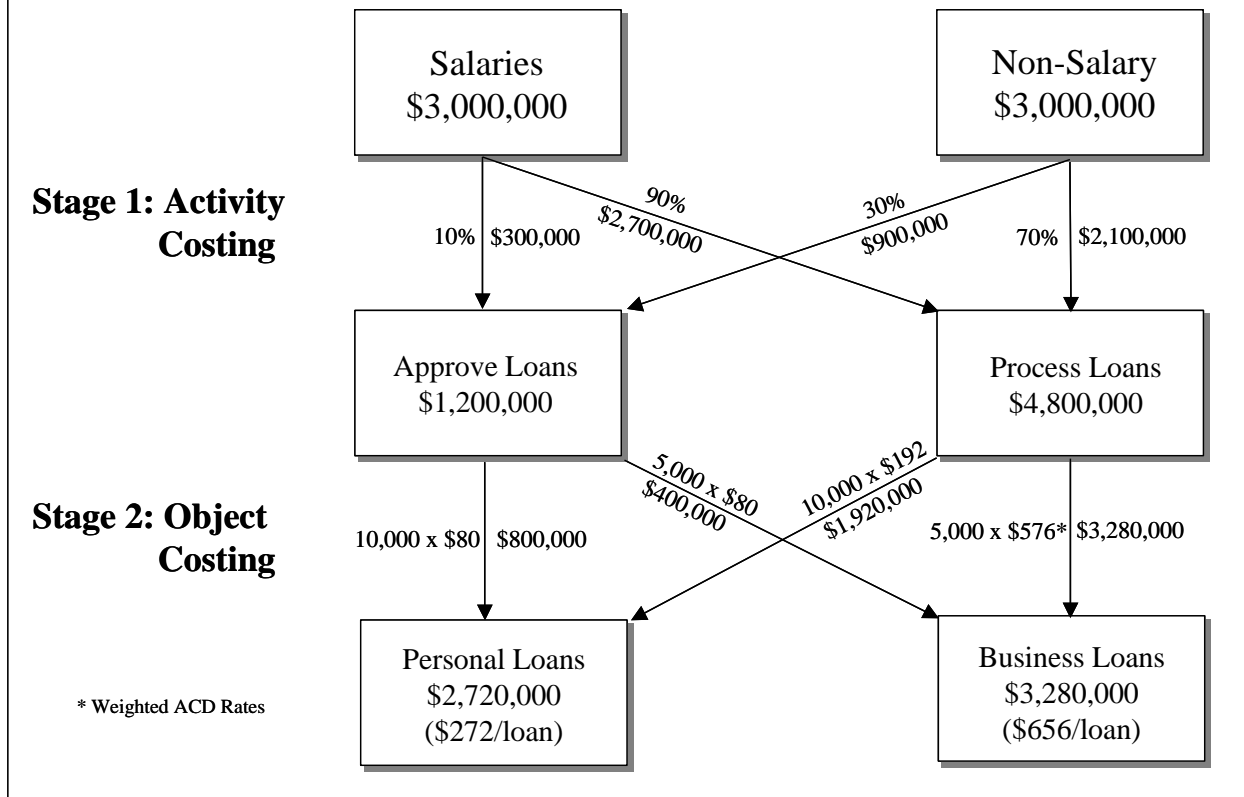 Salaries
$3,000,000
Non-Salary
$3,000,000
Stage 1: Activity
Costing
10% $300,000
90%
$2,700,000
30%
$900,000
70% $2,100,000
Approve Loans
$1,200,000
Process Loans
$4,800,000
Stage 2: Object
Costing
10,000 x $80 $800,000
5,000 x $80
$400,000
10,000 x $192
$1,920,000
5,000 x $576* $3,280,000
Personal Loans
$2,720,000
($272/loan)
Business Loans
$3,280,000
($656/loan)
* Weighted ACD Rates